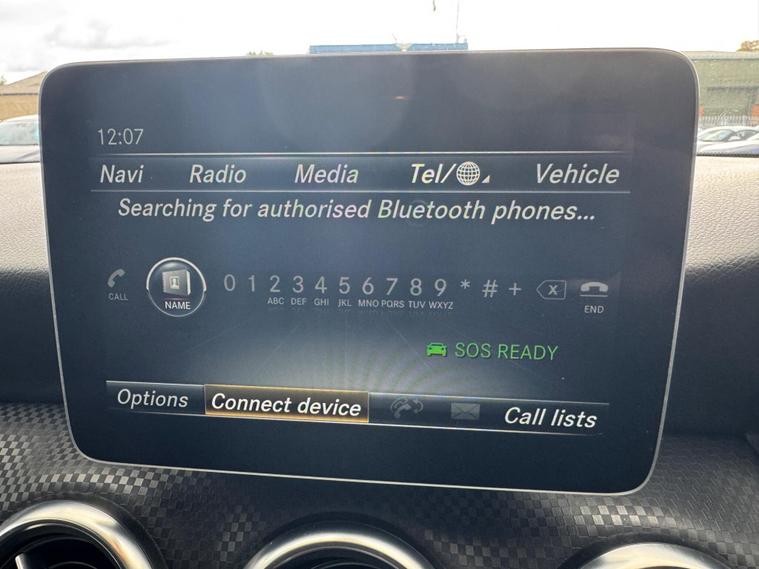 12:07
Navi Radio Media Tel/ Vehicle
Searching for authorised Bluetooth phones...
CALL NAME 0 1 2 3 4 5 6 7 8 9 * # + X END
ABC DEF GHI JKL MNO PQRS TUV WXYZ
SOS READY
Options Connect device Call lists